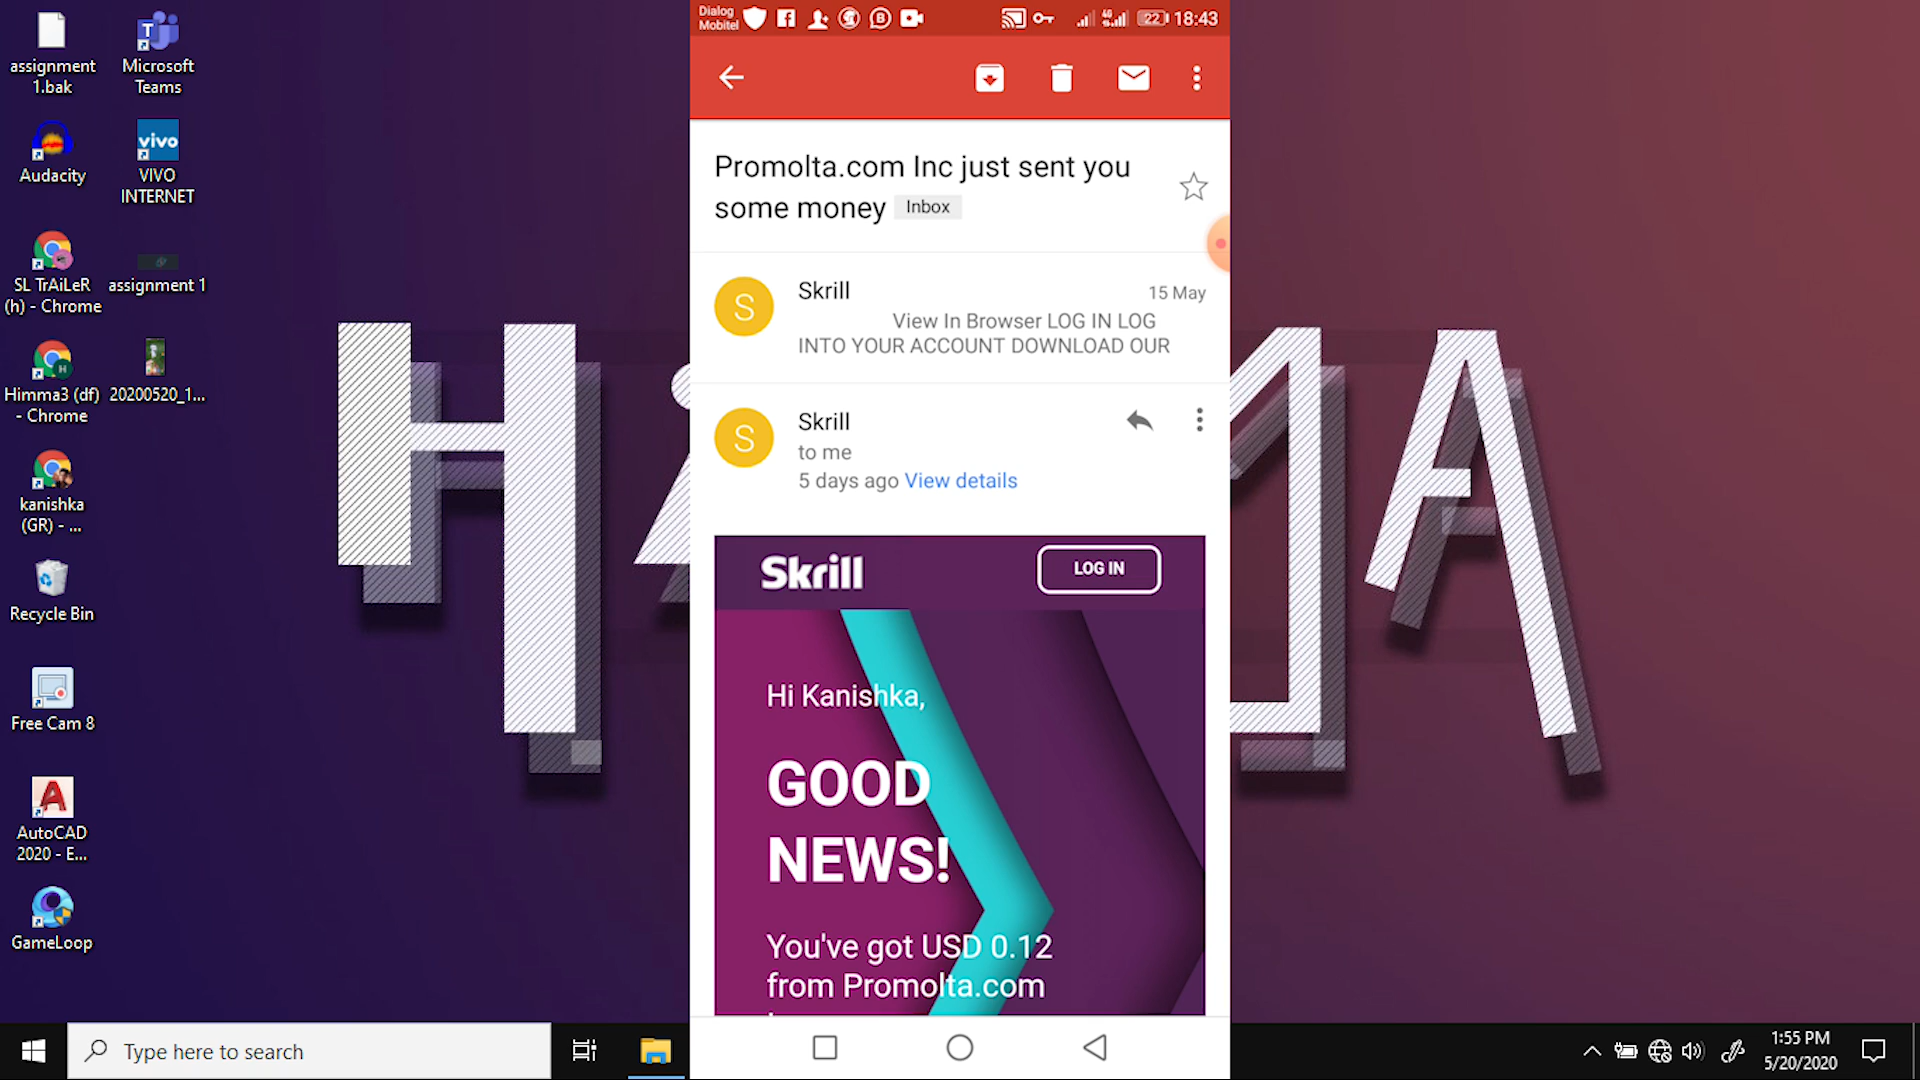 assignment
1.bak
Microsoft
Teams
Audacity
vivo
VIVO
INTERNET
SL TrAiLeR
(h) - Chrome
assignment 1
Himma3 (df)
- Chrome
20200520_1...
kanishka
(GR) - ...
Recycle Bin
Free Cam 8
AutoCAD
2020 - E...
GameLoop
Dialog
Mobitel
4G
22
18:43
Promolta.com Inc just sent you
some money Inbox
S
Skrill
15 May
View In Browser LOG IN LOG
INTO YOUR ACCOUNT DOWNLOAD OUR
S
Skrill
to me
5 days ago View details
Skrill
LOG IN
Hi Kanishka,
GOOD
NEWS!
You've got USD 0.12
from Promolta.com
Type here to search
1:55 PM
5/20/2020